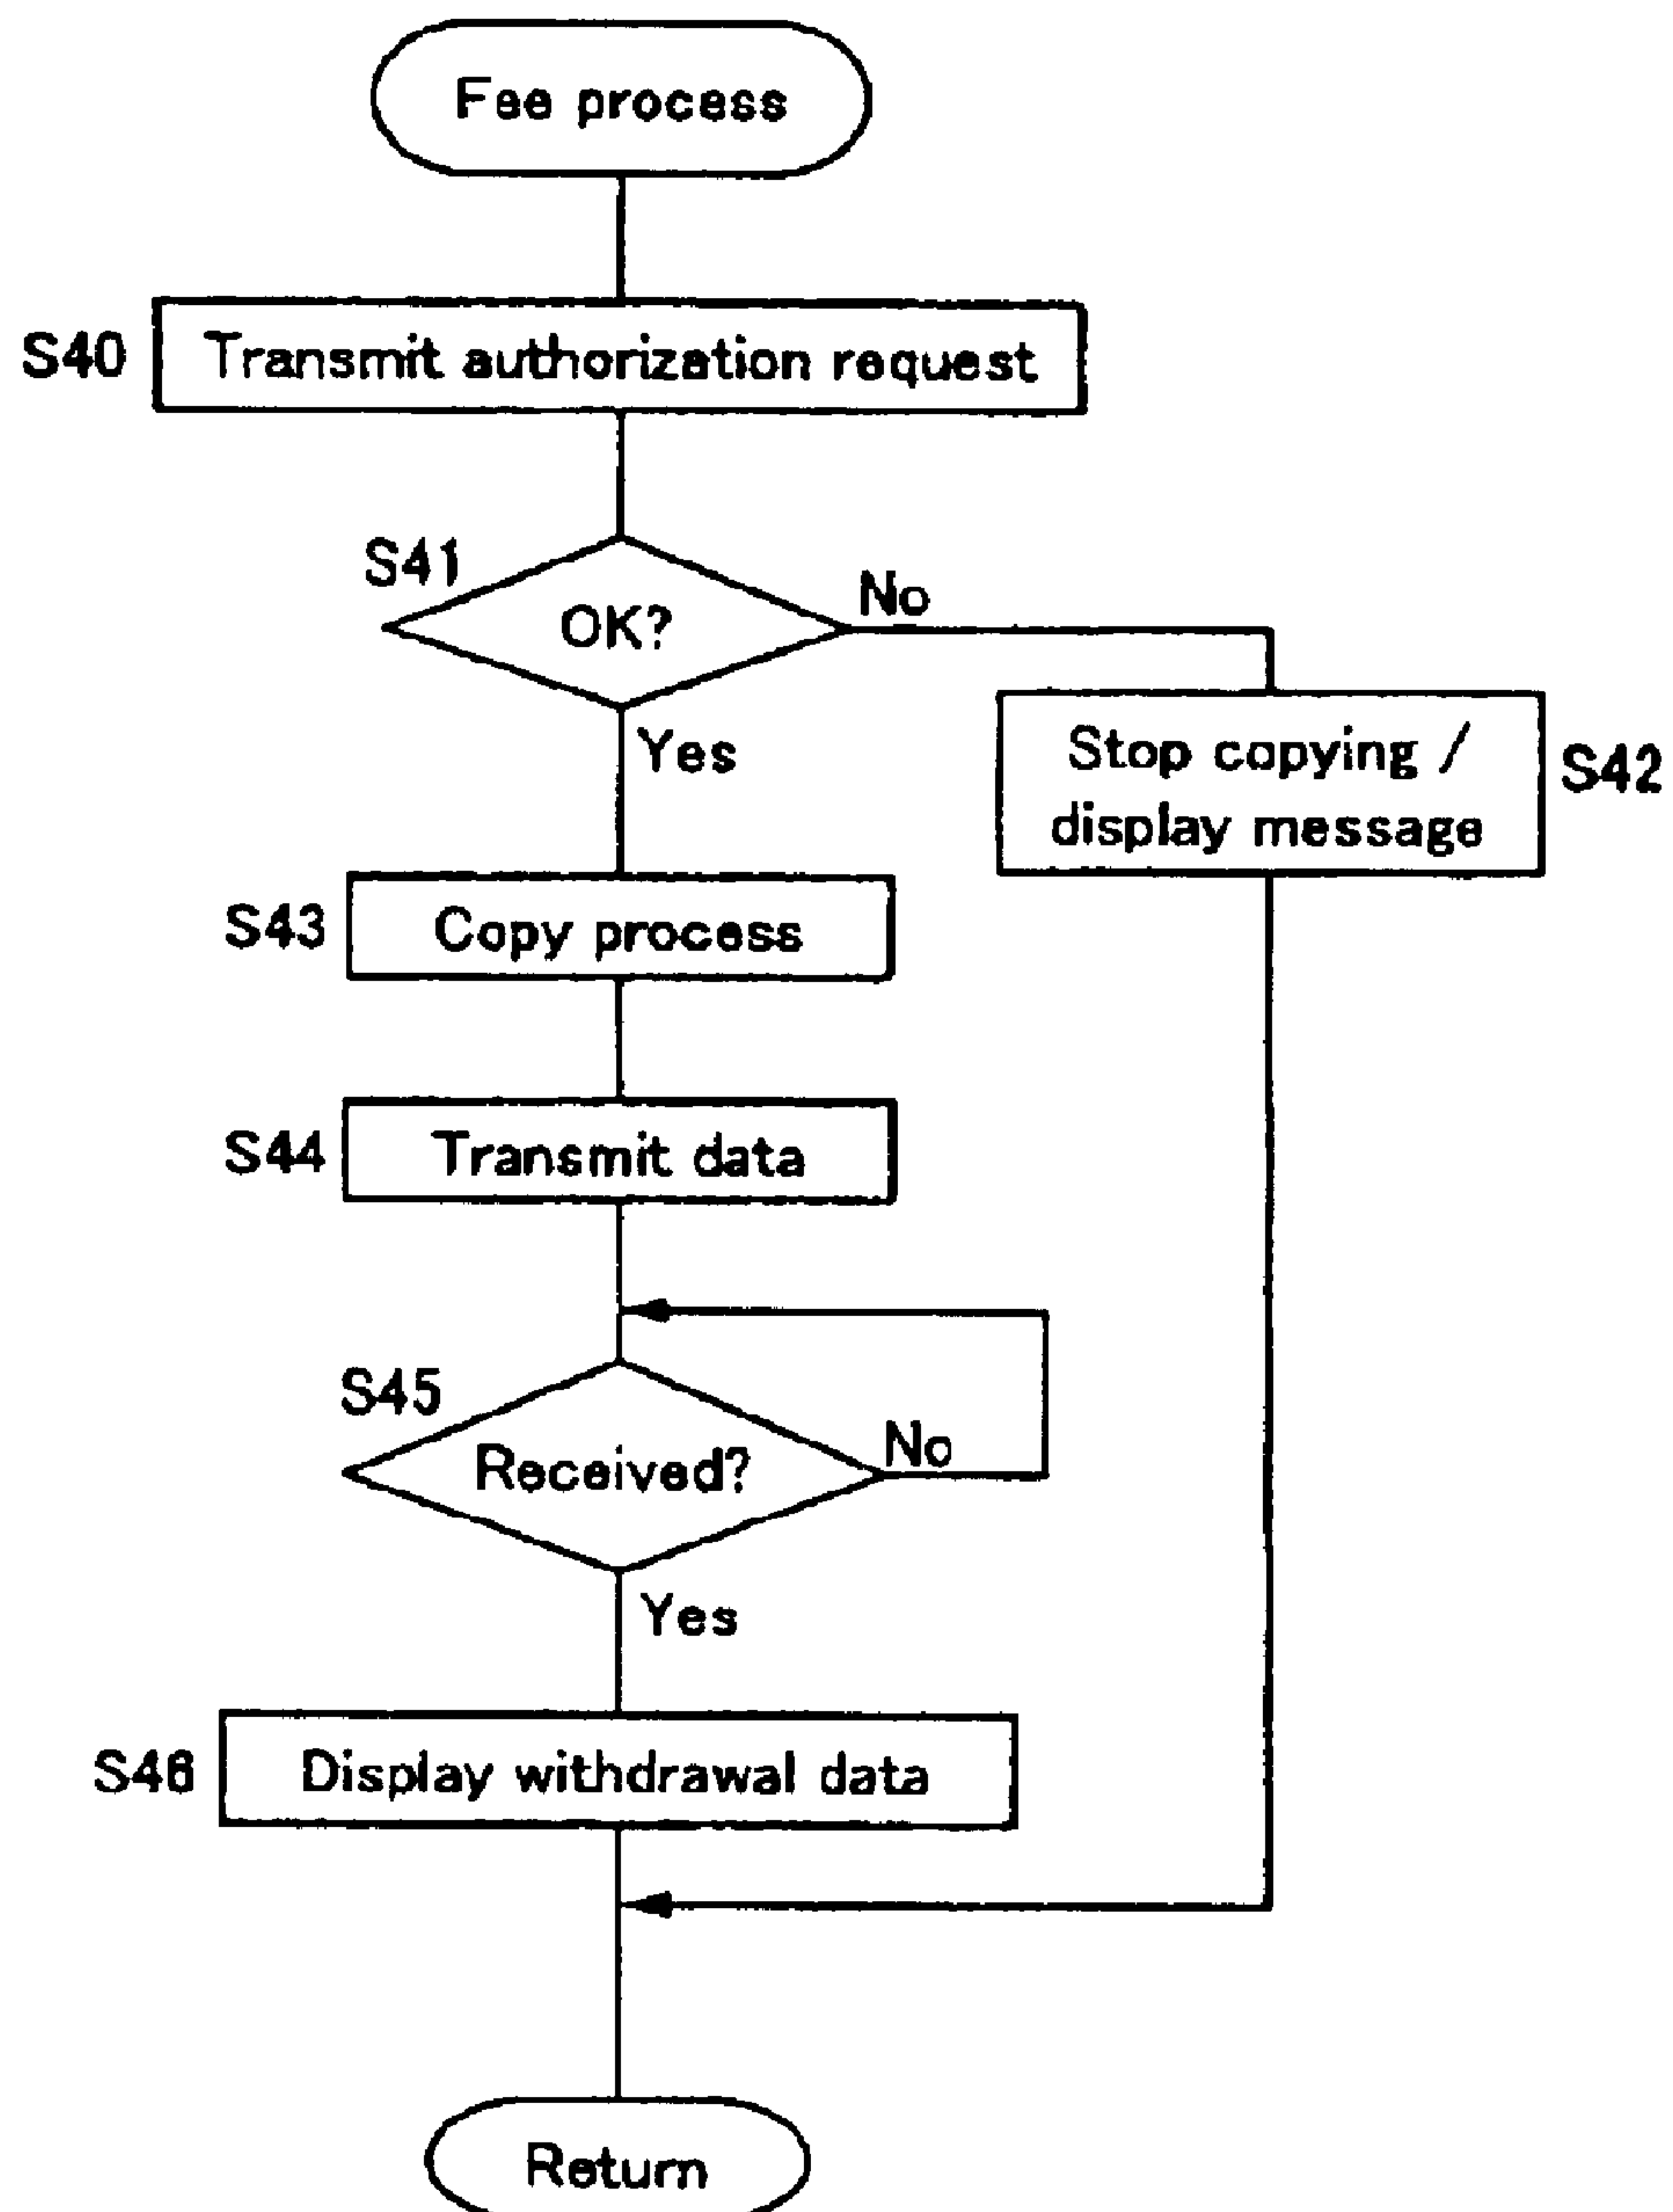 Fee process
S40
Transmit authorization request
S41
OK?
No
Yes
Stop copying /
display message
S42
S43
Copy process
S44
Transmit data
S45
Received?
No
Yes
S46
Display withdrawal data
Return